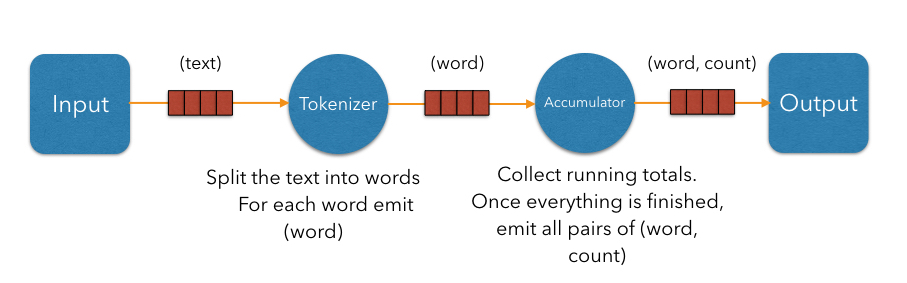 (text)
(word)
(word, count)
Input
Tokenizer
Accumulator
Output
Split the text into words
For each word emit
(word)
Collect running totals.
Once everything is finished,
emit all pairs of (word,
count)